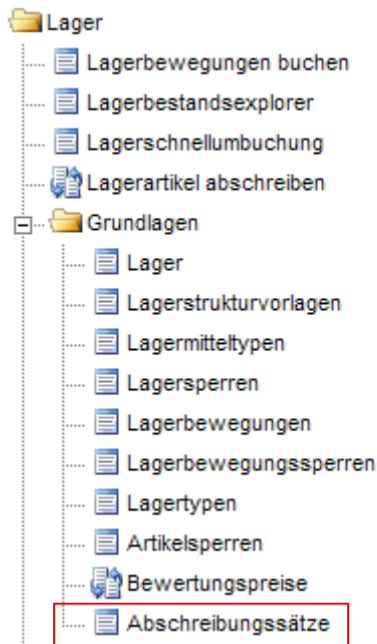 Lager
Lagerbewegungen buchen
Lagerbestandsexplorer
Lagerschnellumbuchung
Lagerartikel abschreiben
Grundlagen
Lager
Lagerstrukturvorlagen
Lagermitteltypen
Lagersperren
Lagerbewegungen
Lagerbewegungssperren
Lagertypen
Artikelsperren
Bewertungspreise
Abschreibungssätze